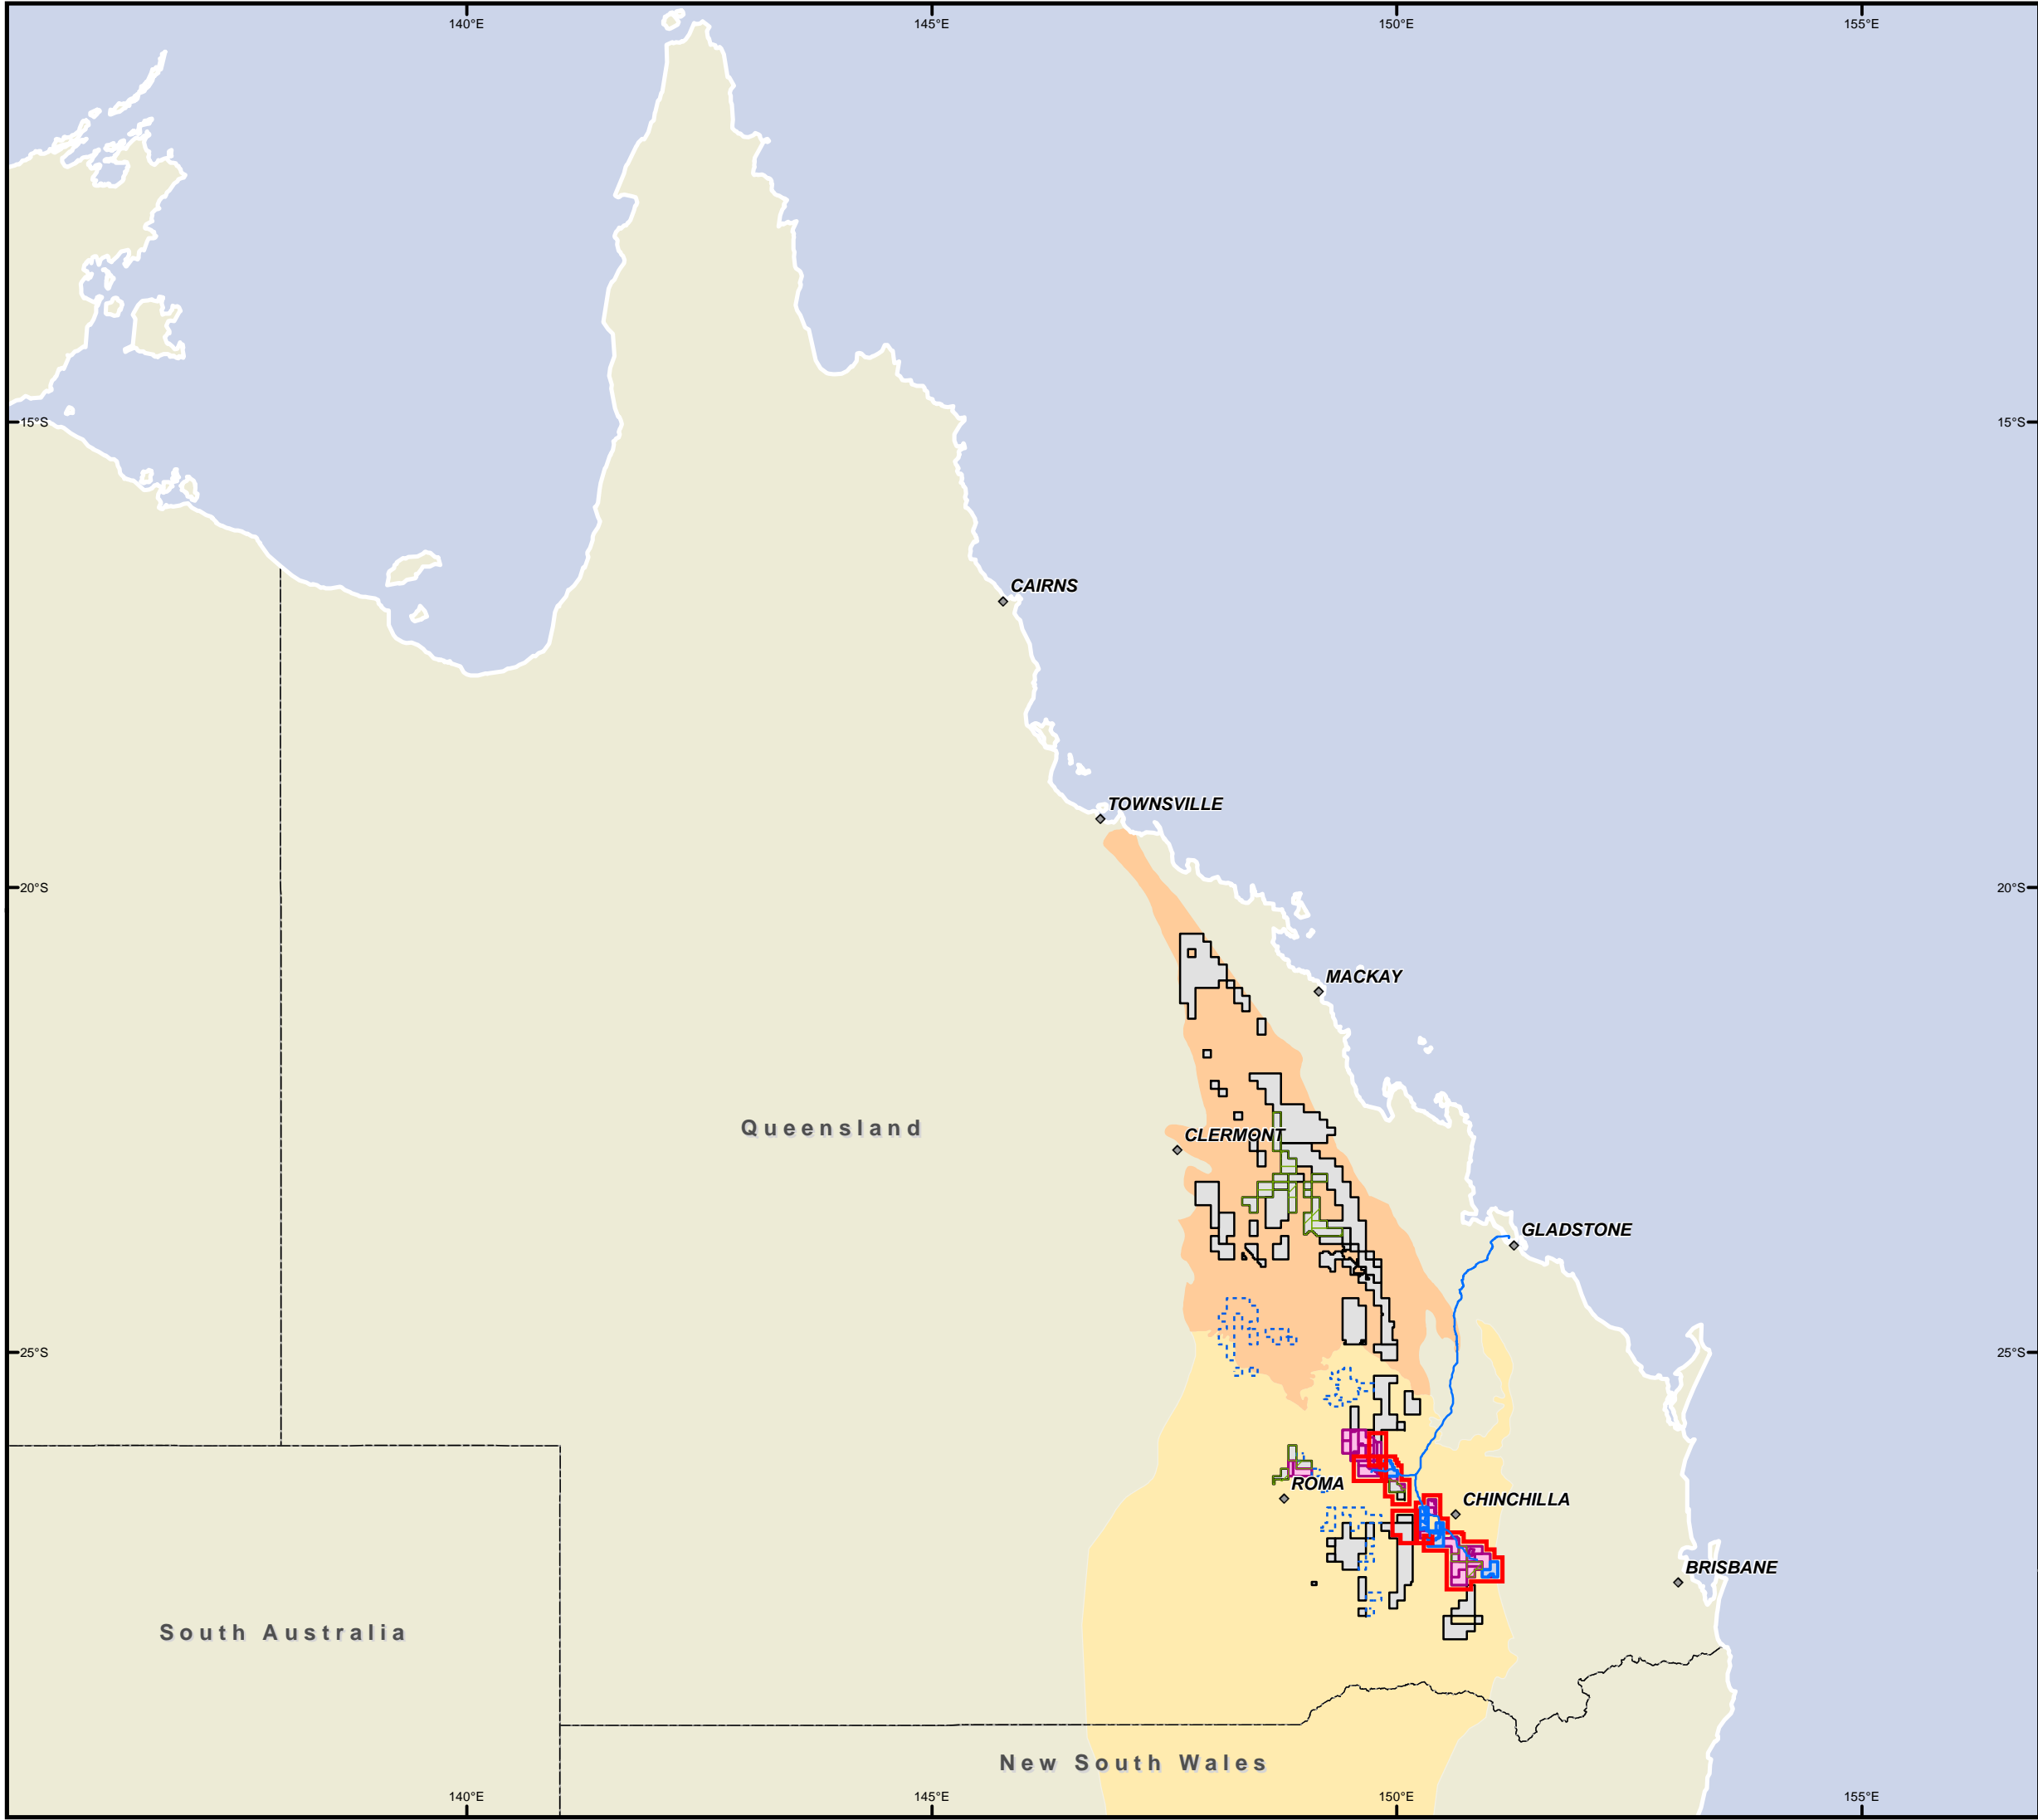 140°E
145°E
150°E
155°E
15°S
15°S
CAIRNS
TOWNSVILLE
20°S
20°S
MACKAY
Queensland
CLERMONT
GLADSTONE
25°S
25°S
ROMA
CHINCHILLA
BRISBANE
South Australia
New South Wales
140°E
145°E
150°E
155°E